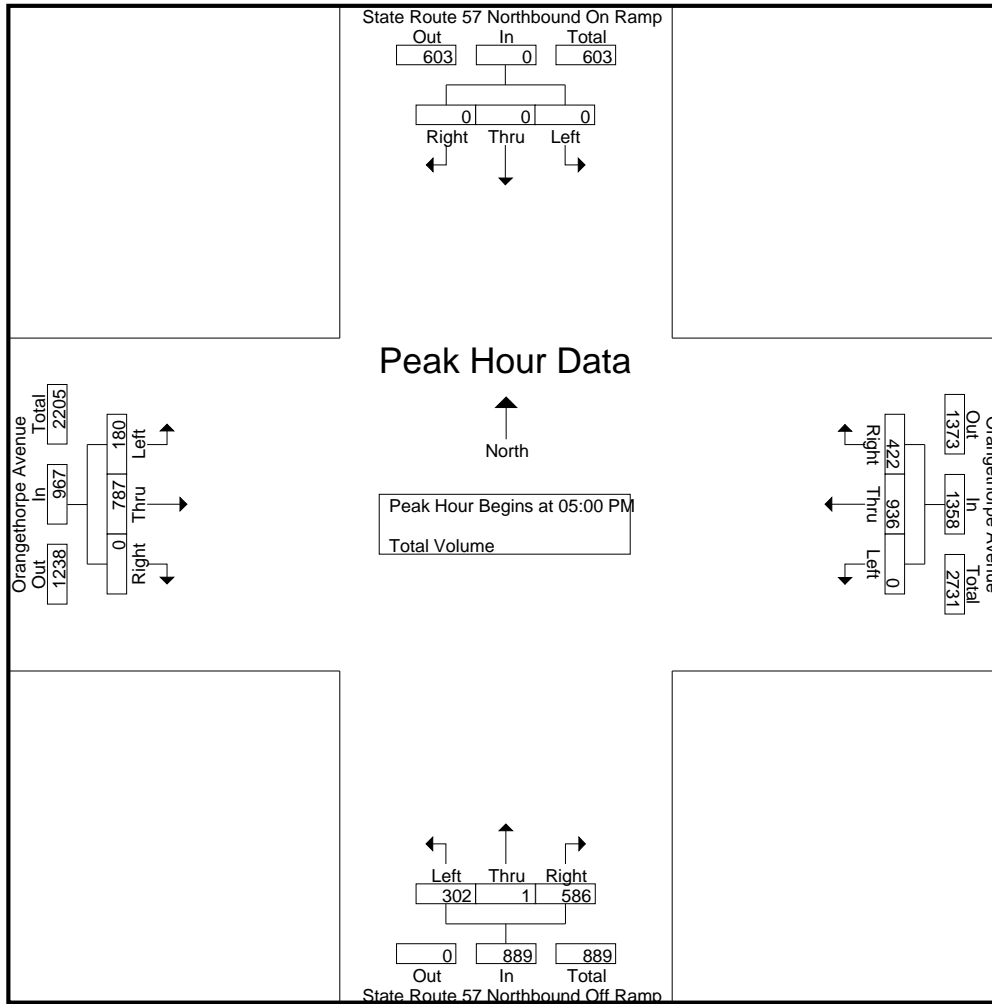 State Route 57 Northbound On Ramp
Out In Total
603 0 603
0 0 0
Right Thru Left
Peak Hour Data
North
Peak Hour Begins at 05:00 PM
Total Volume
Orangethorpe Avenue
Out In Total
1238 967 2205
0 787 180
Right Thru Left
Orangethorpe Avenue
Out In Total
1373 1358 2731
422 936 0
Right Thru Left
Left Thru Right
302 1 586
0 889 889
Out In Total
State Route 57 Northbound Off Ramp